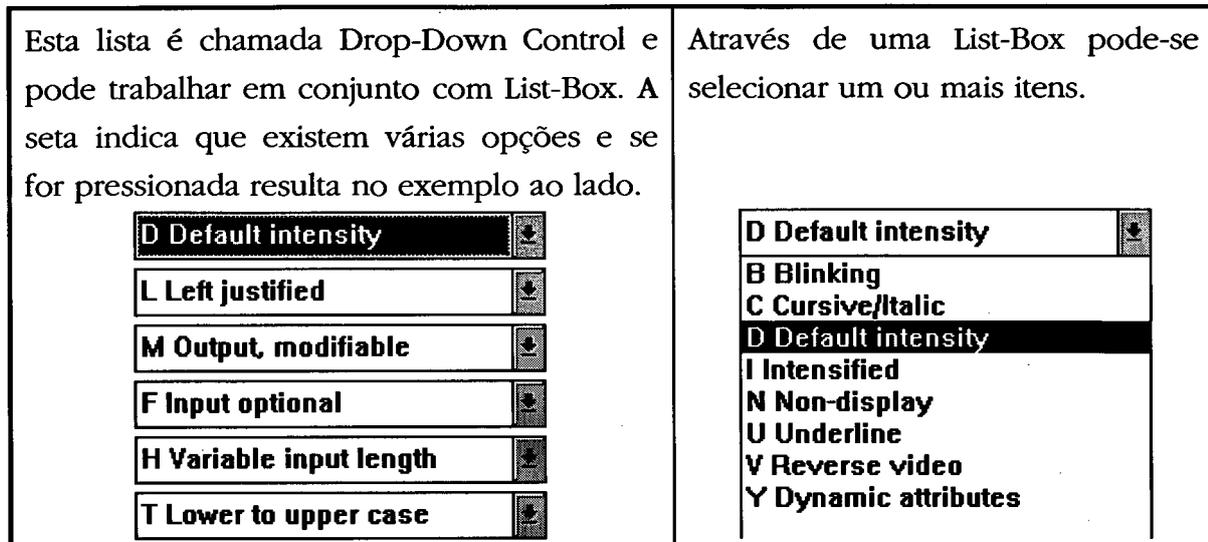 Esta lista é chamada Drop-Down Control e
pode trabalhar em conjunto com List-Box. A
seta indica que existem várias opções e se
for pressionada resulta no exemplo ao lado.
D Default intensity
L Left justified
M Output, modifiable
F Input optional
H Variable input length
T Lower to upper case
Através de uma List-Box pode-se
selecionar um ou mais itens.
D Default intensity
B Blinking
C Cursive/Italic
D Default intensity
I Intensified
N Non-display
U Underline
V Reverse video
Y Dynamic attributes